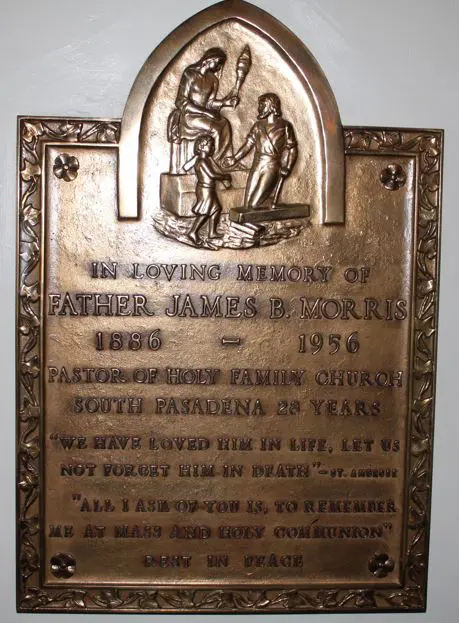 IN LOVING MEMORY OF
FATHER JAMES B. MORRIS
1886 — 1956
PASTOR OF HOLY FAMILY CHURCH
SOUTH PASADENA 28 YEARS
"WE HAVE LOVED HIM IN LIFE, LET US
NOT FORGET HIM IN DEATH" – ST. AMBROSE
"ALL I ASK OF YOU IS, TO REMEMBER
ME AT MASS AND HOLY COMMUNION"
REST IN PEACE